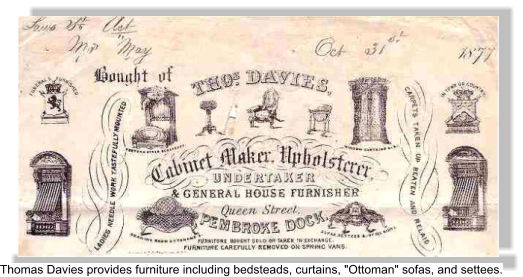 Mr May
Oct 31st 1877
Bought of
THOS. DAVIES,
FUNERALS FURNISHED
LADIES NEEDLE WORK TASTEFULLY MOUNTED
CARPETS TAKEN UP BEATEN AND RELAID
Cabinet Maker, Upholsterer,
UNDERTAKER
& GENERAL HOUSE FURNISHER
Queen Street,
PEMBROKE DOCK,
FURNITURE BOUGHT SOLD OR TAKEN IN EXCHANGE.
FURNITURE CAREFULLY REMOVED ON SPRING VANS.
Thomas Davies provides furniture including bedsteads, curtains, "Ottoman" sofas, and settees.